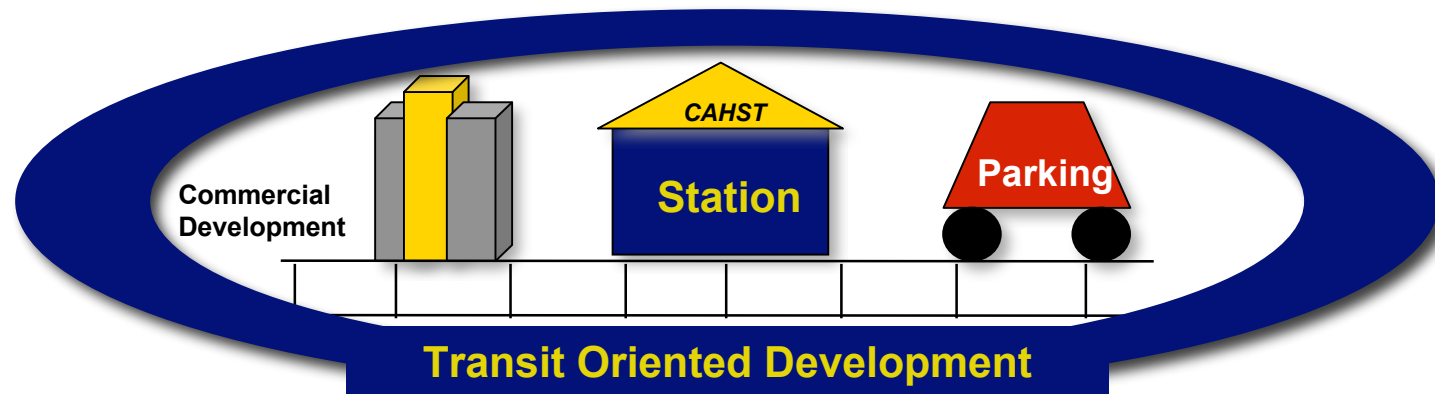 CAHST
Station
Parking
Commercial
Development
Transit Oriented Development